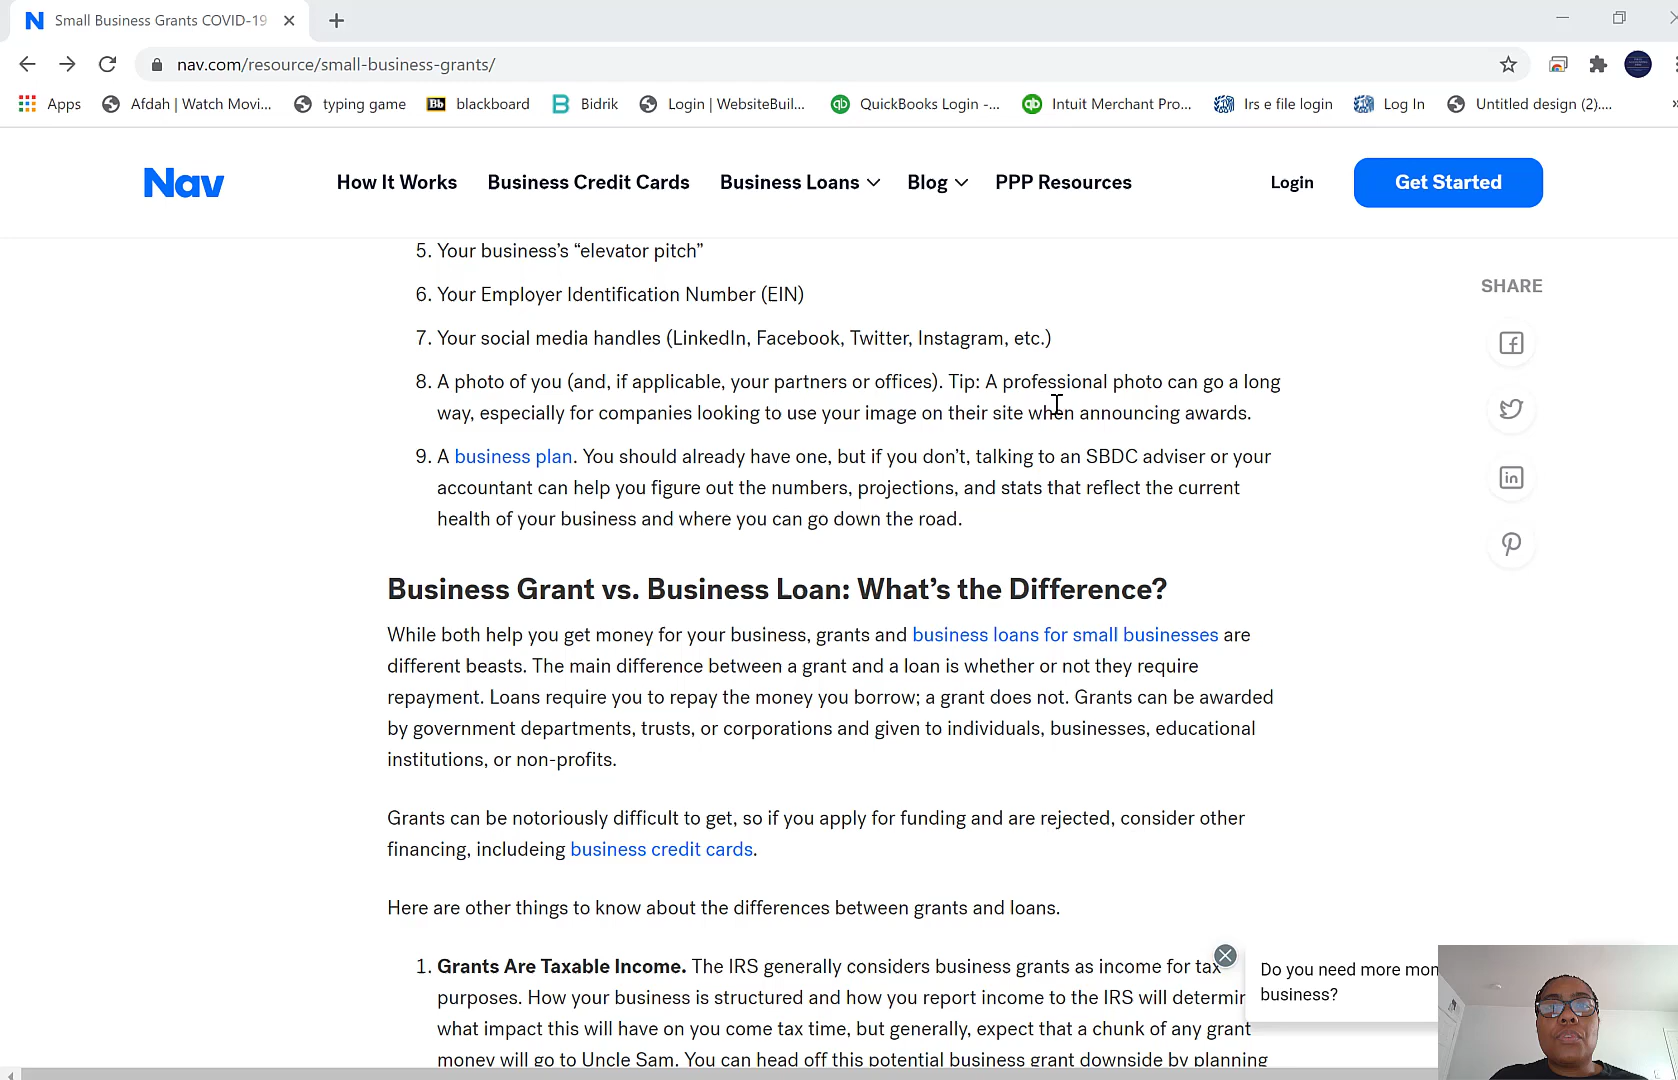 Small Business Grants COVID-19
nav.com/resource/small-business-grants/
Apps
Afdah | Watch Movi...
typing game
Bb
blackboard
Bidrik
Login | WebsiteBuil...
qb
QuickBooks Login -...
qb
Intuit Merchant Pro...
Irs e file login
Log In
Untitled design (2)....
Nav
How It Works
Business Credit Cards
Business Loans
Blog
PPP Resources
Login
Get Started
5. Your business’s “elevator pitch”
6. Your Employer Identification Number (EIN)
7. Your social media handles (LinkedIn, Facebook, Twitter, Instagram, etc.)
8. A photo of you (and, if applicable, your partners or offices). Tip: A professional photo can go a long
way, especially for companies looking to use your image on their site when announcing awards.
9. A business plan. You should already have one, but if you don’t, talking to an SBDC adviser or your
accountant can help you figure out the numbers, projections, and stats that reflect the current
health of your business and where you can go down the road.
SHARE
Business Grant vs. Business Loan: What’s the Difference?
While both help you get money for your business, grants and business loans for small businesses are
different beasts. The main difference between a grant and a loan is whether or not they require
repayment. Loans require you to repay the money you borrow; a grant does not. Grants can be awarded
by government departments, trusts, or corporations and given to individuals, businesses, educational
institutions, or non-profits.
Grants can be notoriously difficult to get, so if you apply for funding and are rejected, consider other
financing, includeing business credit cards.
Here are other things to know about the differences between grants and loans.
1. Grants Are Taxable Income. The IRS generally considers business grants as income for tax
purposes. How your business is structured and how you report income to the IRS will determin
what impact this will have on you come tax time, but generally, expect that a chunk of any grant
money will go to Uncle Sam. You can head off this potential business grant downside by planning
Do you need more mon
business?